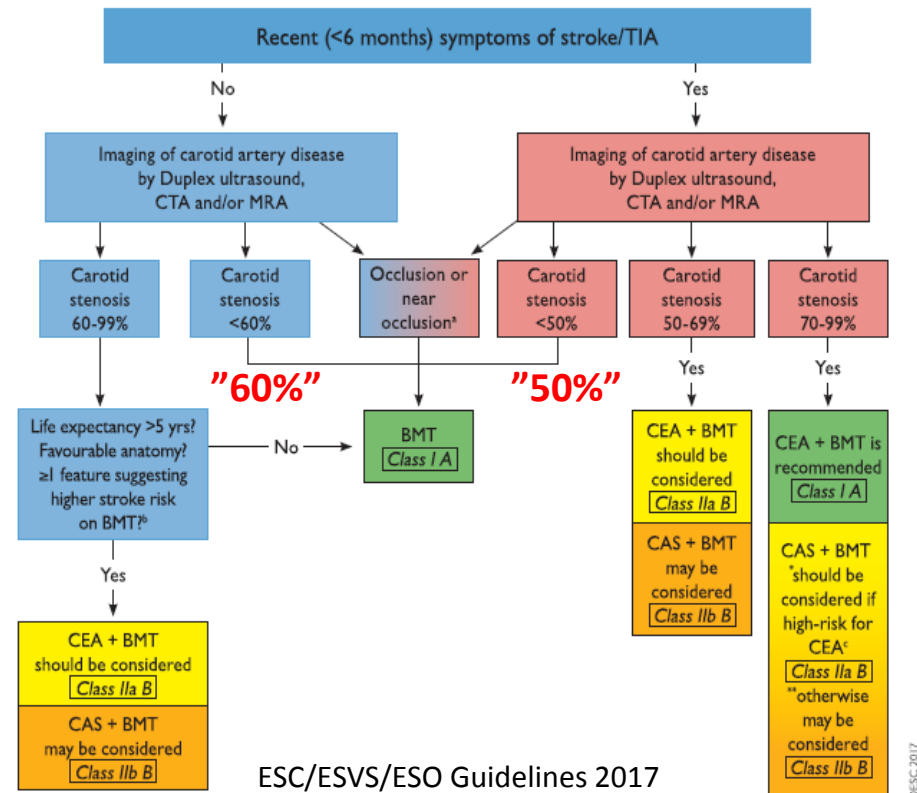 Recent (<6 months) symptoms of stroke/TIA
No
Yes
Imaging of carotid artery disease
by Duplex ultrasound,
CTA and/or MRA
Imaging of carotid artery disease
by Duplex ultrasound,
CTA and/or MRA
Carotid
stenosis
60-99%
Carotid
stenosis
<60%
Occlusion or
near
occlusionᵃ
Carotid
stenosis
<50%
Carotid
stenosis
50-69%
Carotid
stenosis
70-99%
”60%”
”50%”
Yes
Yes
Life expectancy >5 yrs?
Favourable anatomy?
≥1 feature suggesting
higher stroke risk
on BMT?ᵇ
No
BMT
Class I A
CEA + BMT
should be
considered
Class IIa B
CAS + BMT
may be
considered
Class IIb B
CEA + BMT is
recommended
Class I A
CAS + BMT
*should be
considered if
high-risk for
CEAᶜ
Class IIa B
**otherwise
may be
considered
Class IIb B
Yes
CEA + BMT
should be considered
Class IIa B
CAS + BMT
may be considered
Class IIb B
ESC/ESVS/ESO Guidelines 2017
©ESC 2017